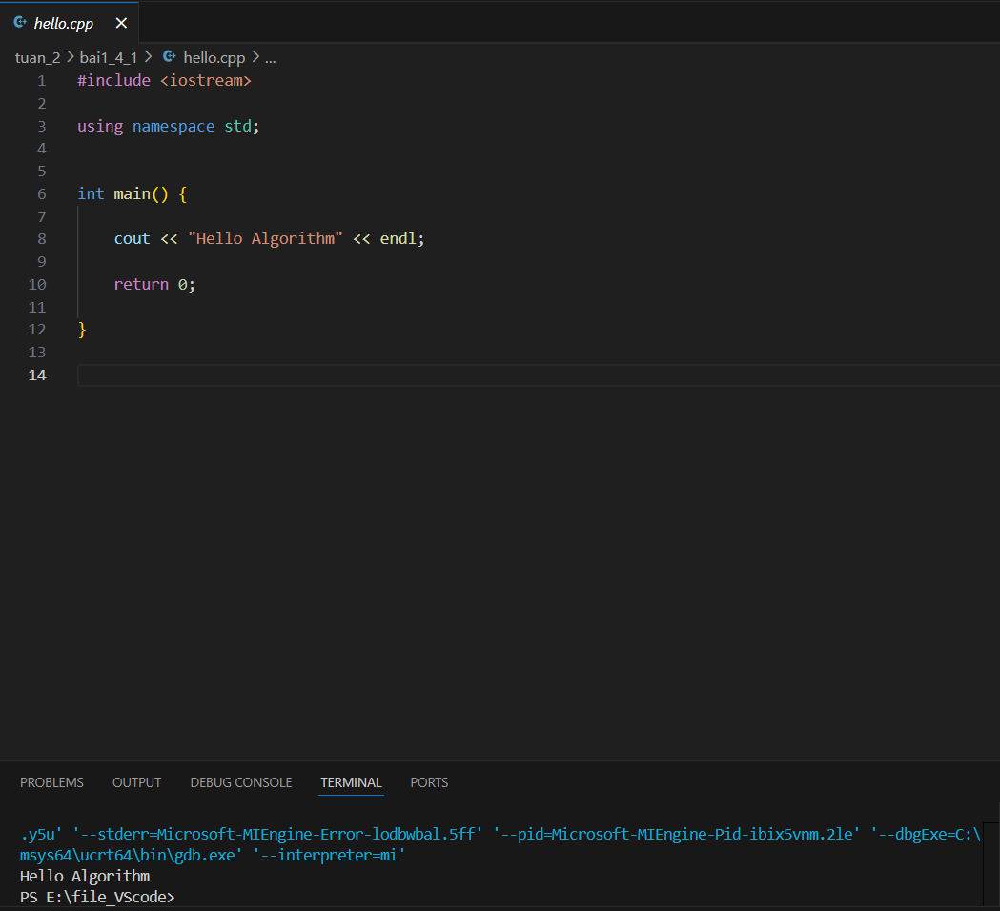 hello.cpp
tuan_2 > bai1_4_1 > hello.cpp > ...
1 #include <iostream>
2
3 using namespace std;
4
5
6 int main() {
7
8     cout << "Hello Algorithm" << endl;
9
10     return 0;
11
12 }
13
14
PROBLEMS OUTPUT DEBUG CONSOLE TERMINAL PORTS
.y5u' '--stderr=Microsoft-MIEngine-Error-lodbwbal.5ff' '--pid=Microsoft-MIEngine-Pid-ibix5vnm.2le' '--dbgExe=C:\
msys64\ucrt64\bin\gdb.exe' '--interpreter=mi'
Hello Algorithm
PS E:\file_VScode>